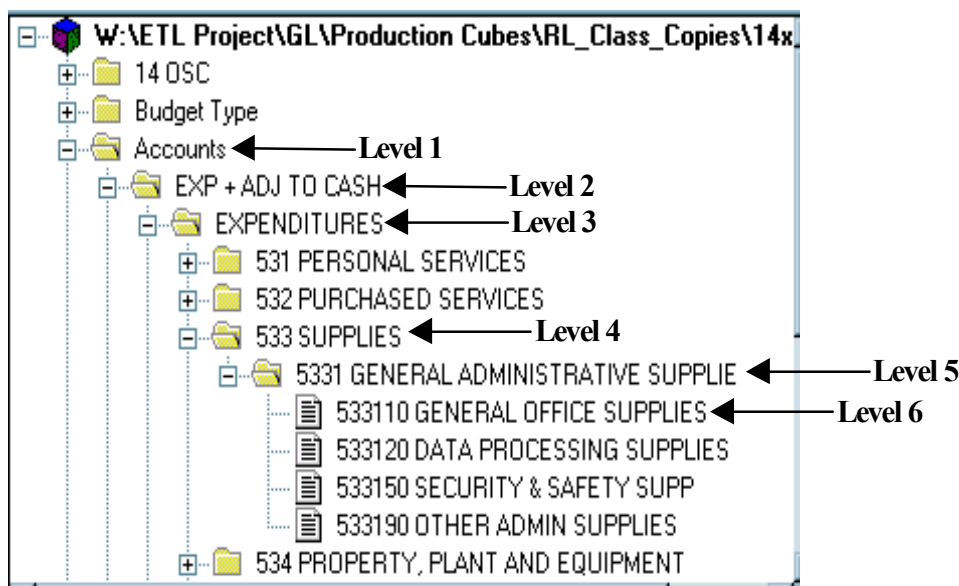 W:\ETL Project\GL\Production Cubes\RL_Class_Copies\14x
14 OSC
Budget Type
Accounts Level 1
EXP + ADJ TO CASH Level 2
EXPENDITURES Level 3
531 PERSONAL SERVICES
532 PURCHASED SERVICES
533 SUPPLIES Level 4
5331 GENERAL ADMINISTRATIVE SUPPLIE Level 5
533110 GENERAL OFFICE SUPPLIES Level 6
533120 DATA PROCESSING SUPPLIES
533150 SECURITY & SAFETY SUPP
533190 OTHER ADMIN SUPPLIES
534 PROPERTY, PLANT AND EQUIPMENT